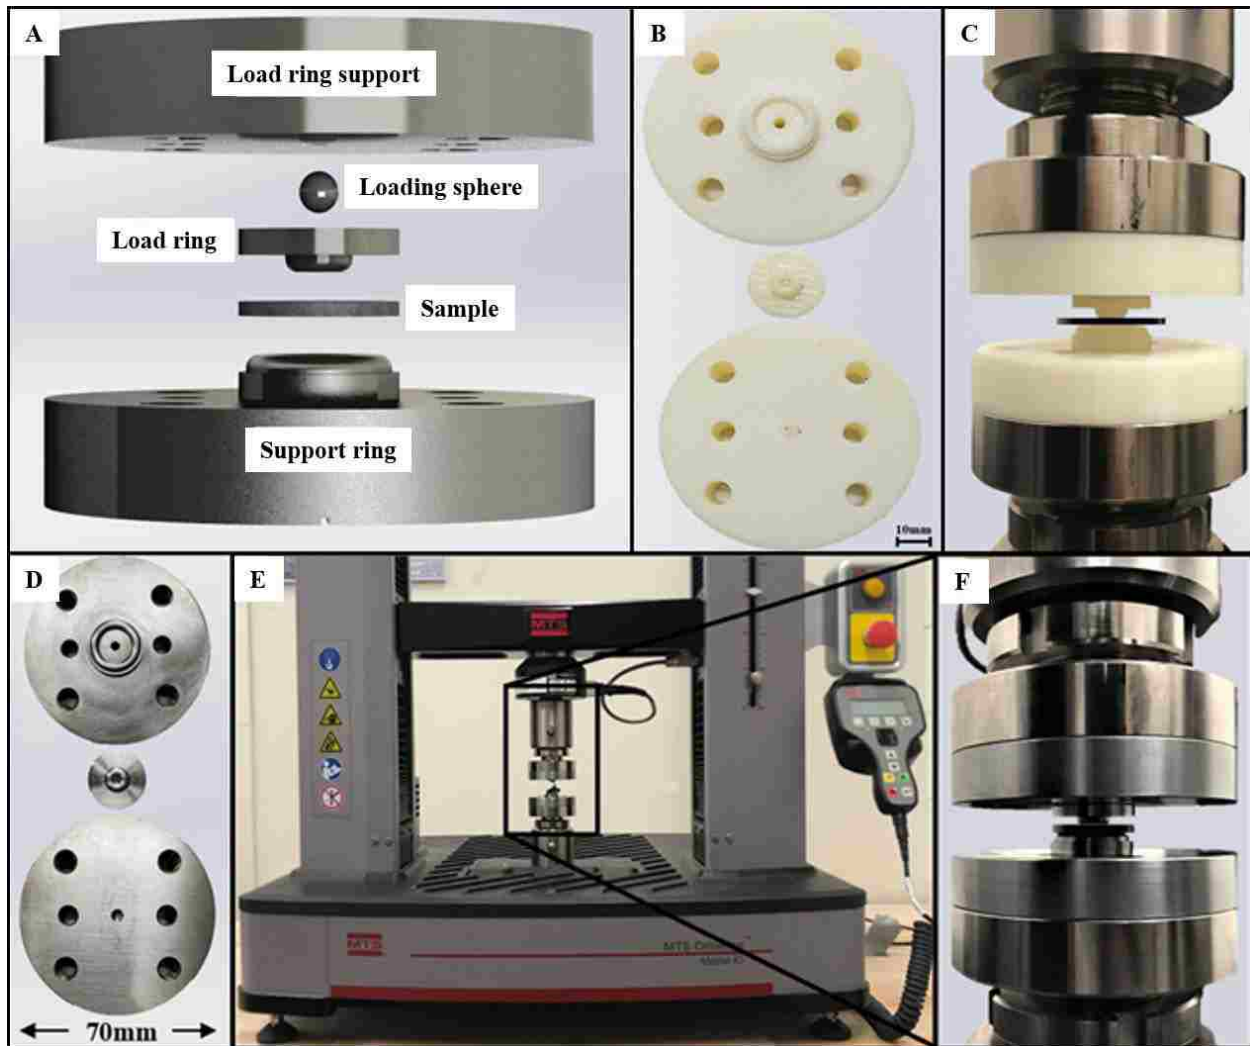 A
Load ring support
Loading sphere
Load ring
Sample
Support ring
B
10mm
C
D
70mm
E
MTS
MTS
F